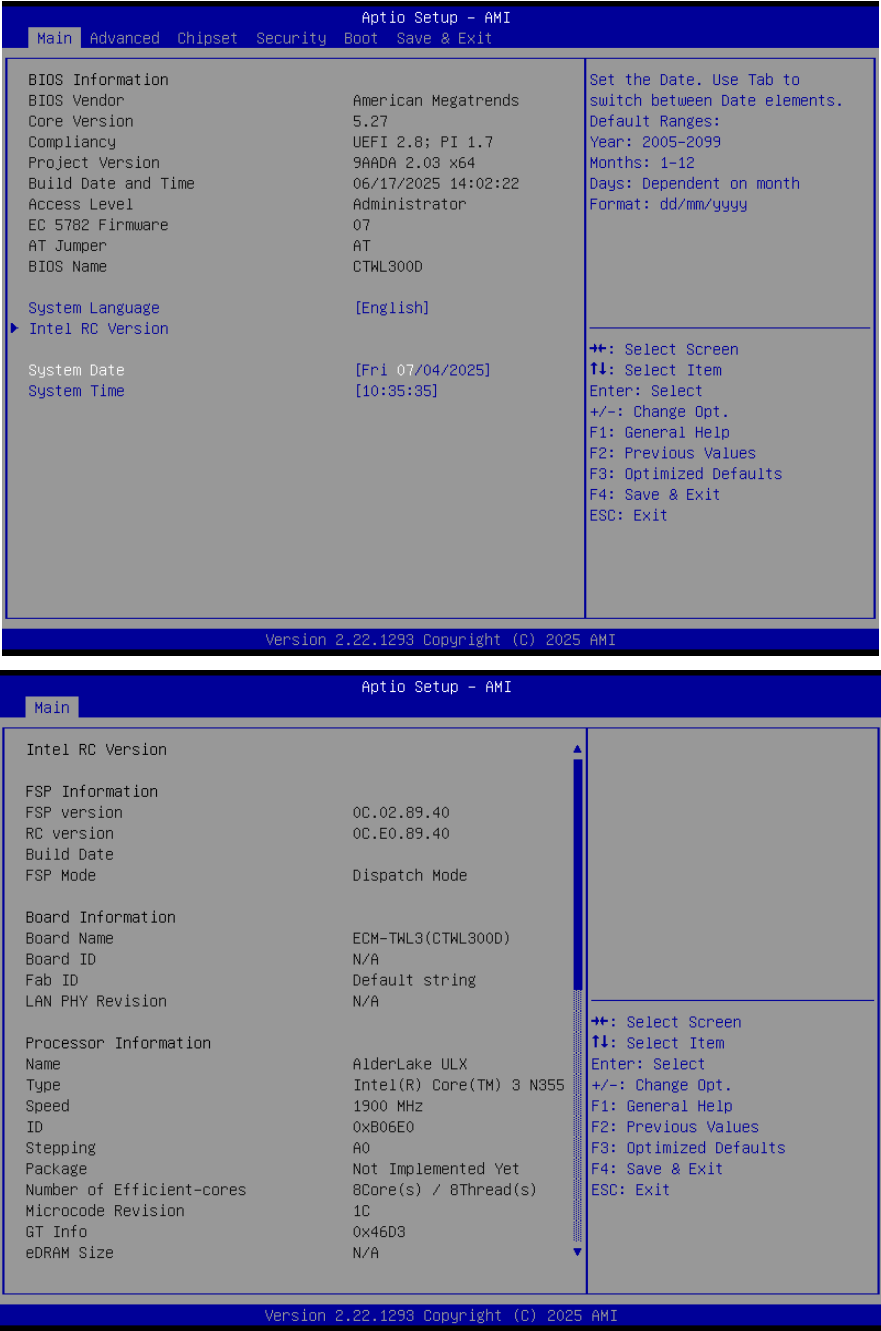 Aptio Setup – AMI
Main Advanced Chipset Security Boot Save & Exit
BIOS Information
BIOS Vendor American Megatrends
Core Version 5.27
Compliancy UEFI 2.8; PI 1.7
Project Version 9AADA 2.03 x64
Build Date and Time 06/17/2025 14:02:22
Access Level Administrator
EC 5782 Firmware 07
AT Jumper AT
BIOS Name CTWL300D
System Language [English]
Intel RC Version
System Date [Fri 07/04/2025]
System Time [10:35:35]
Set the Date. Use Tab to
switch between Date elements.
Default Ranges:
Year: 2005-2099
Months: 1-12
Days: Dependent on month
Format: dd/mm/yyyy
→←: Select Screen
↑↓: Select Item
Enter: Select
+/-: Change Opt.
F1: General Help
F2: Previous Values
F3: Optimized Defaults
F4: Save & Exit
ESC: Exit
Version 2.22.1293 Copyright (C) 2025 AMI
Aptio Setup – AMI
Main
Intel RC Version
FSP Information
FSP version 0C.02.89.40
RC version 0C.E0.89.40
Build Date
FSP Mode Dispatch Mode
Board Information
Board Name ECM-TWL3(CTWL300D)
Board ID N/A
Fab ID Default string
LAN PHY Revision N/A
Processor Information
Name AlderLake ULX
Type Intel(R) Core(TM) 3 N355
Speed 1900 MHz
ID 0xB06E0
Stepping A0
Package Not Implemented Yet
Number of Efficient-cores 8Core(s) / 8Thread(s)
Microcode Revision 1C
GT Info 0x46D3
eDRAM Size N/A
→←: Select Screen
↑↓: Select Item
Enter: Select
+/-: Change Opt.
F1: General Help
F2: Previous Values
F3: Optimized Defaults
F4: Save & Exit
ESC: Exit
Version 2.22.1293 Copyright (C) 2025 AMI